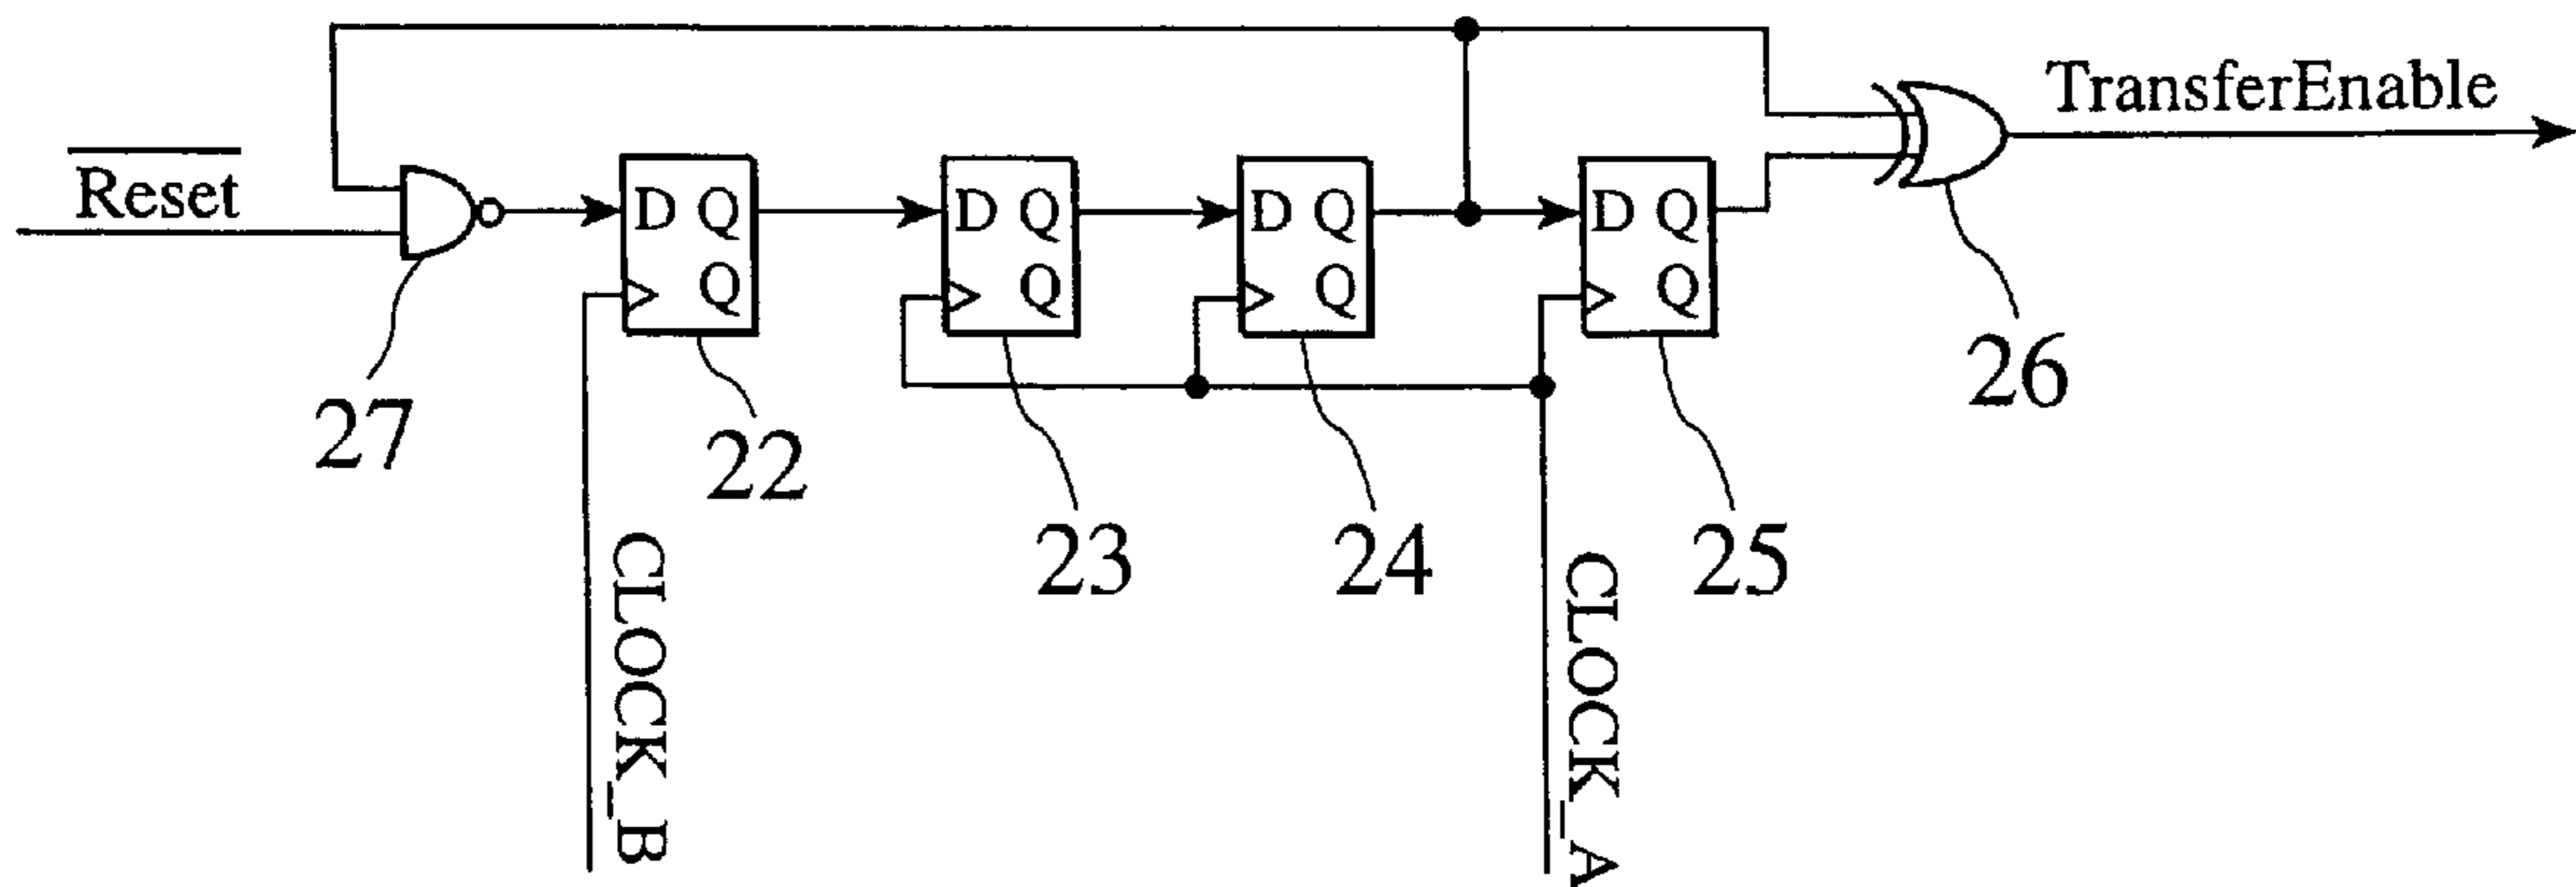 TransferEnable
Reset
D Q
Q
D Q
Q
D Q
Q
D Q
Q
27
22
23
24
25
26
CLOCK_B
CLOCK_A